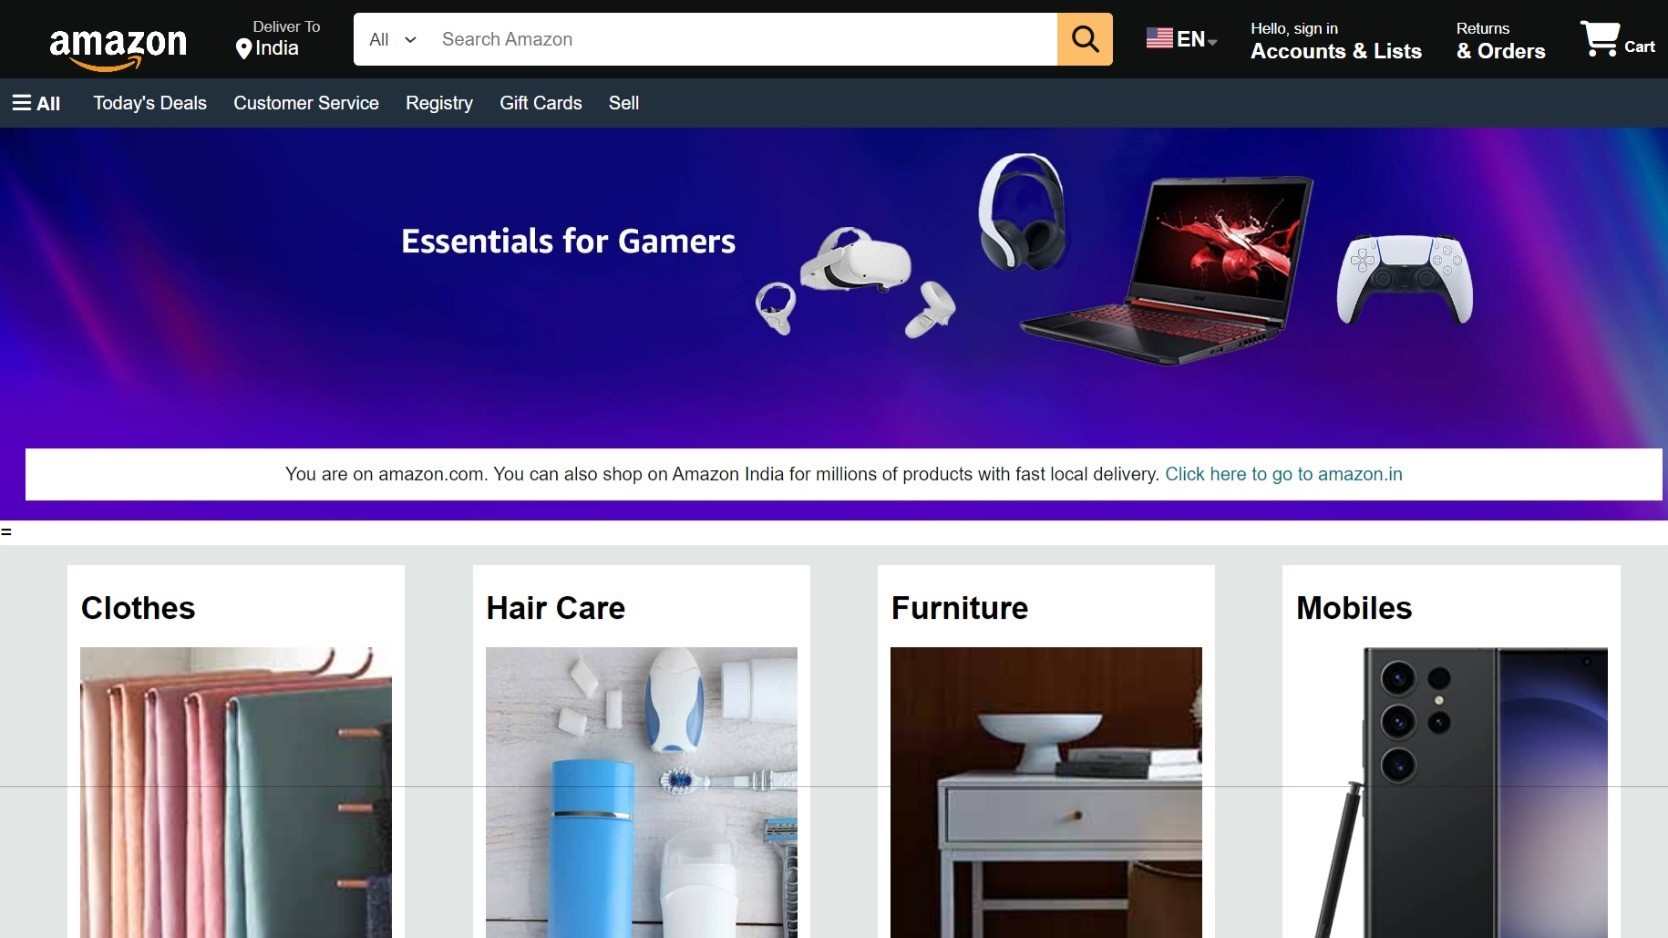 amazon
Deliver To
India
All
Search Amazon
EN
Hello, sign in
Accounts & Lists
Returns
& Orders
Cart
All Today's Deals Customer Service Registry Gift Cards Sell
Essentials for Gamers
You are on amazon.com. You can also shop on Amazon India for millions of products with fast local delivery. Click here to go to amazon.in
=
Clothes
Hair Care
Furniture
Mobiles